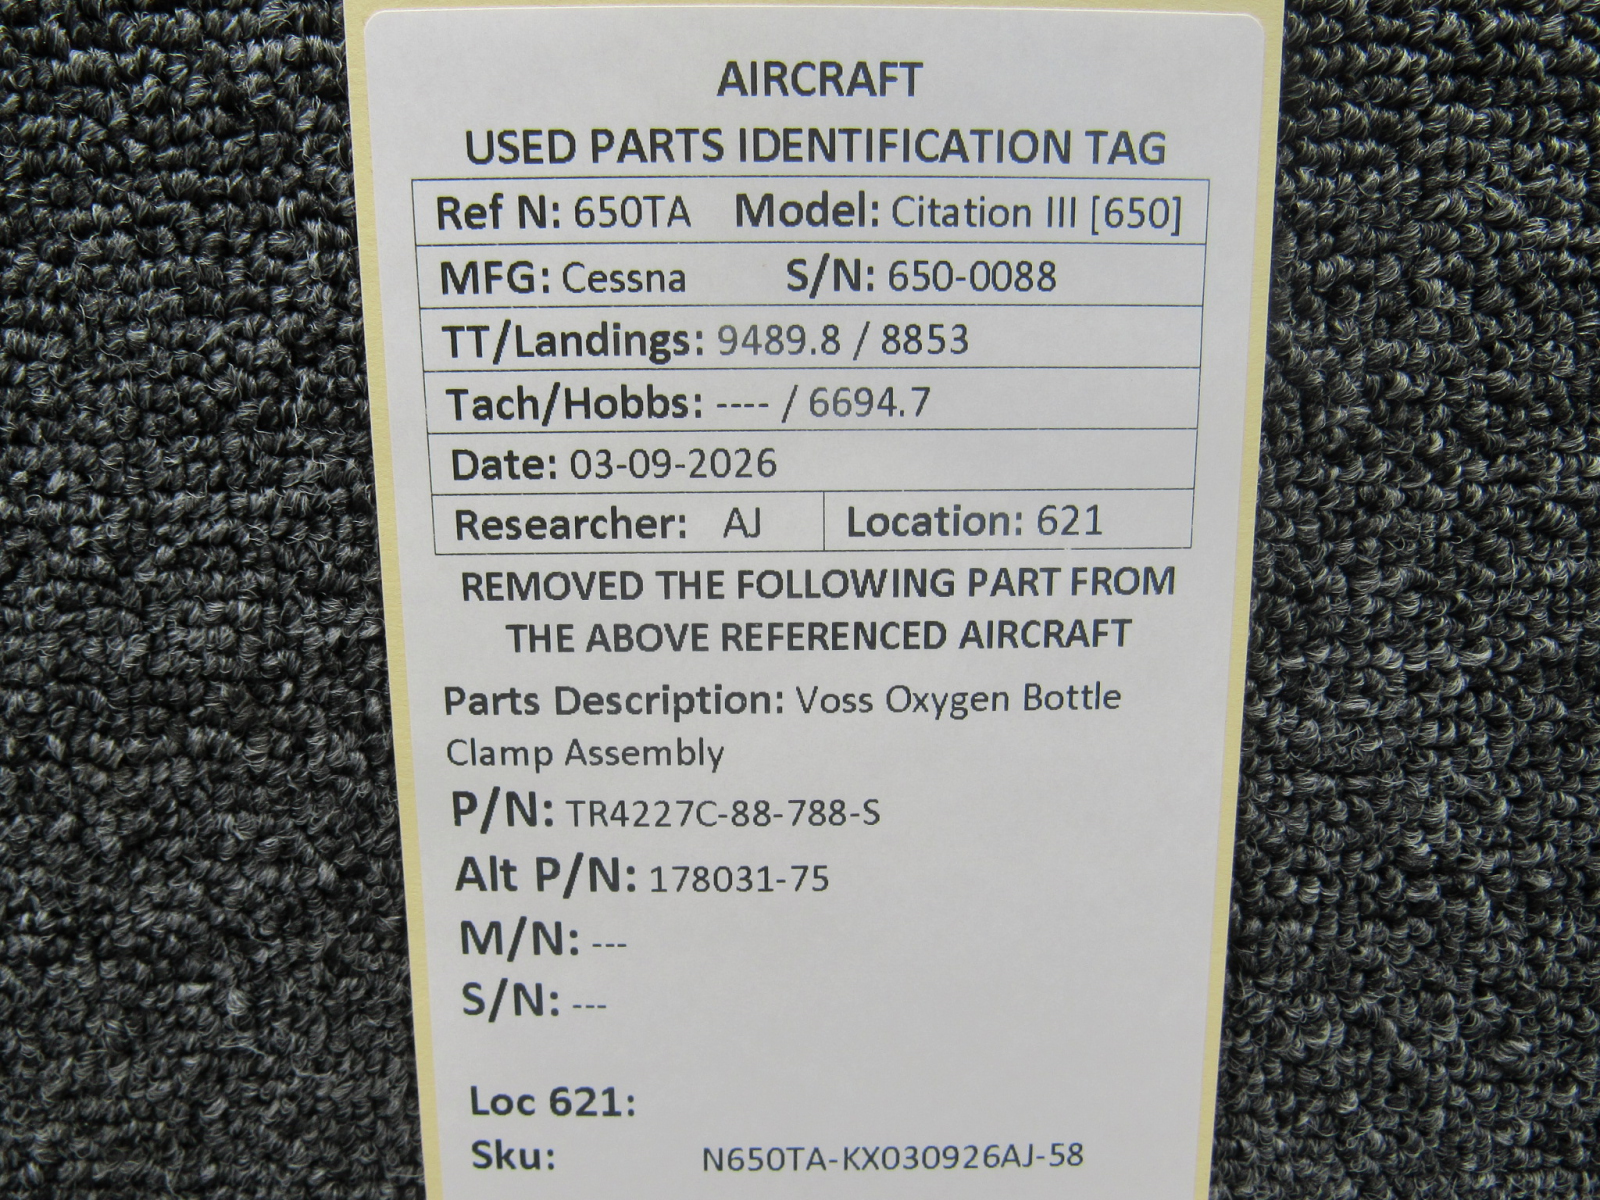 AIRCRAFT
USED PARTS IDENTIFICATION TAG
Ref N: 650TA Model: Citation III [650]
MFG: Cessna S/N: 650-0088
TT/Landings: 9489.8 / 8853
Tach/Hobbs: ---- / 6694.7
Date: 03-09-2026
Researcher: AJ Location: 621
REMOVED THE FOLLOWING PART FROM
THE ABOVE REFERENCED AIRCRAFT
Parts Description: Voss Oxygen Bottle
Clamp Assembly
P/N: TR4227C-88-788-S
Alt P/N: 178031-75
M/N: ---
S/N: ---
Loc 621:
Sku: N650TA-KX030926AJ-58